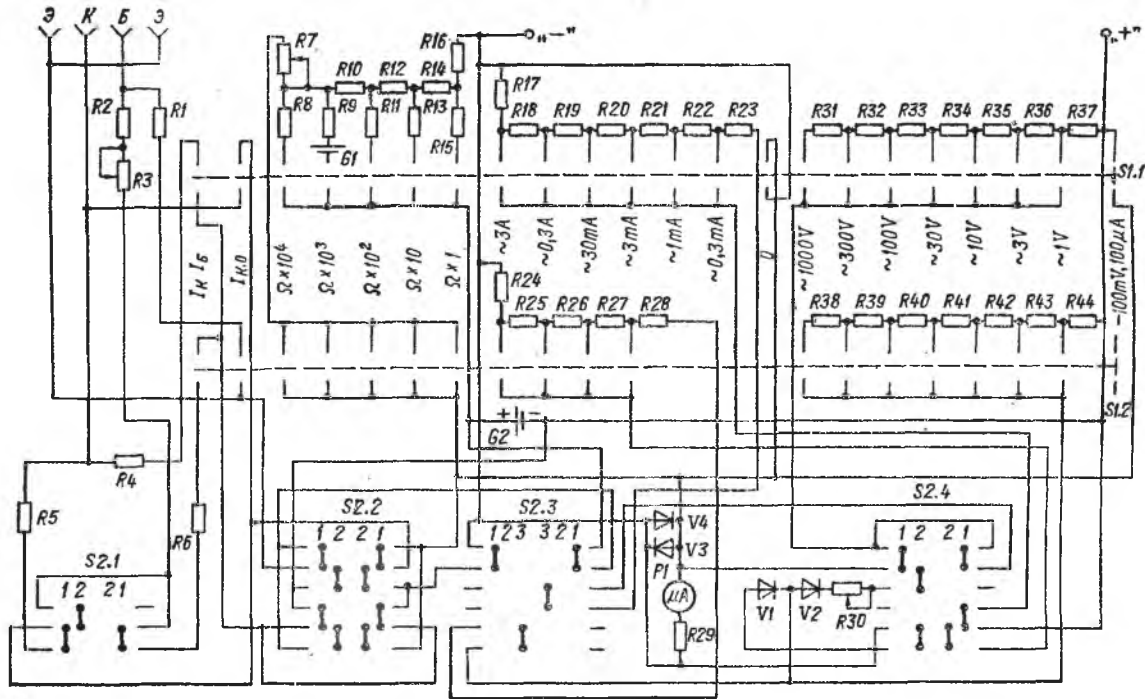 Э К Б Э
R7 R16 „—" „+"
R10 R12 R14
R17
R2 R1 R8 R9 R11 R13 R18 R19 R20 R21 R22 R23 R31 R32 R33 R34 R35 R36 R37
G1 R15
R3 S1.1
Iк Iб Iк.о Ω×10⁴ Ω×10³ Ω×10² Ω×10 Ω×1 ~3A ~0,3A ~30mA ~3mA ~1mA ~0,3mA 0 ~1000V ~300V ~100V ~30V ~10V ~3V ~1V -100mV,100μA
R24
R25 R26 R27 R28 R38 R39 R40 R41 R42 R43 R44
S1.2
+ −
G2
R4
R5 R6 S2.2 S2.3 V4 S2.4
1 2 2 1 1 2 3 3 2 1 1 2 2 1
V3
S2.1 P1
1 2 2 1 μA V1 V2 R30
R29